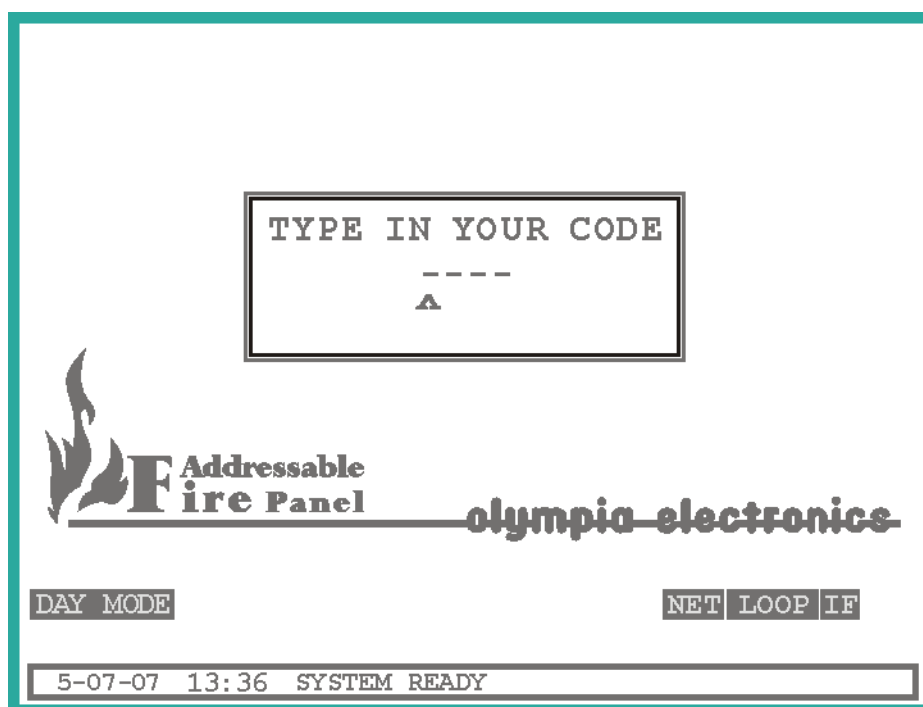 TYPE IN YOUR CODE
----
^
Addressable
Fire Panel
olympia electronics
DAY MODE
NET LOOP IF
5-07-07 13:36 SYSTEM READY